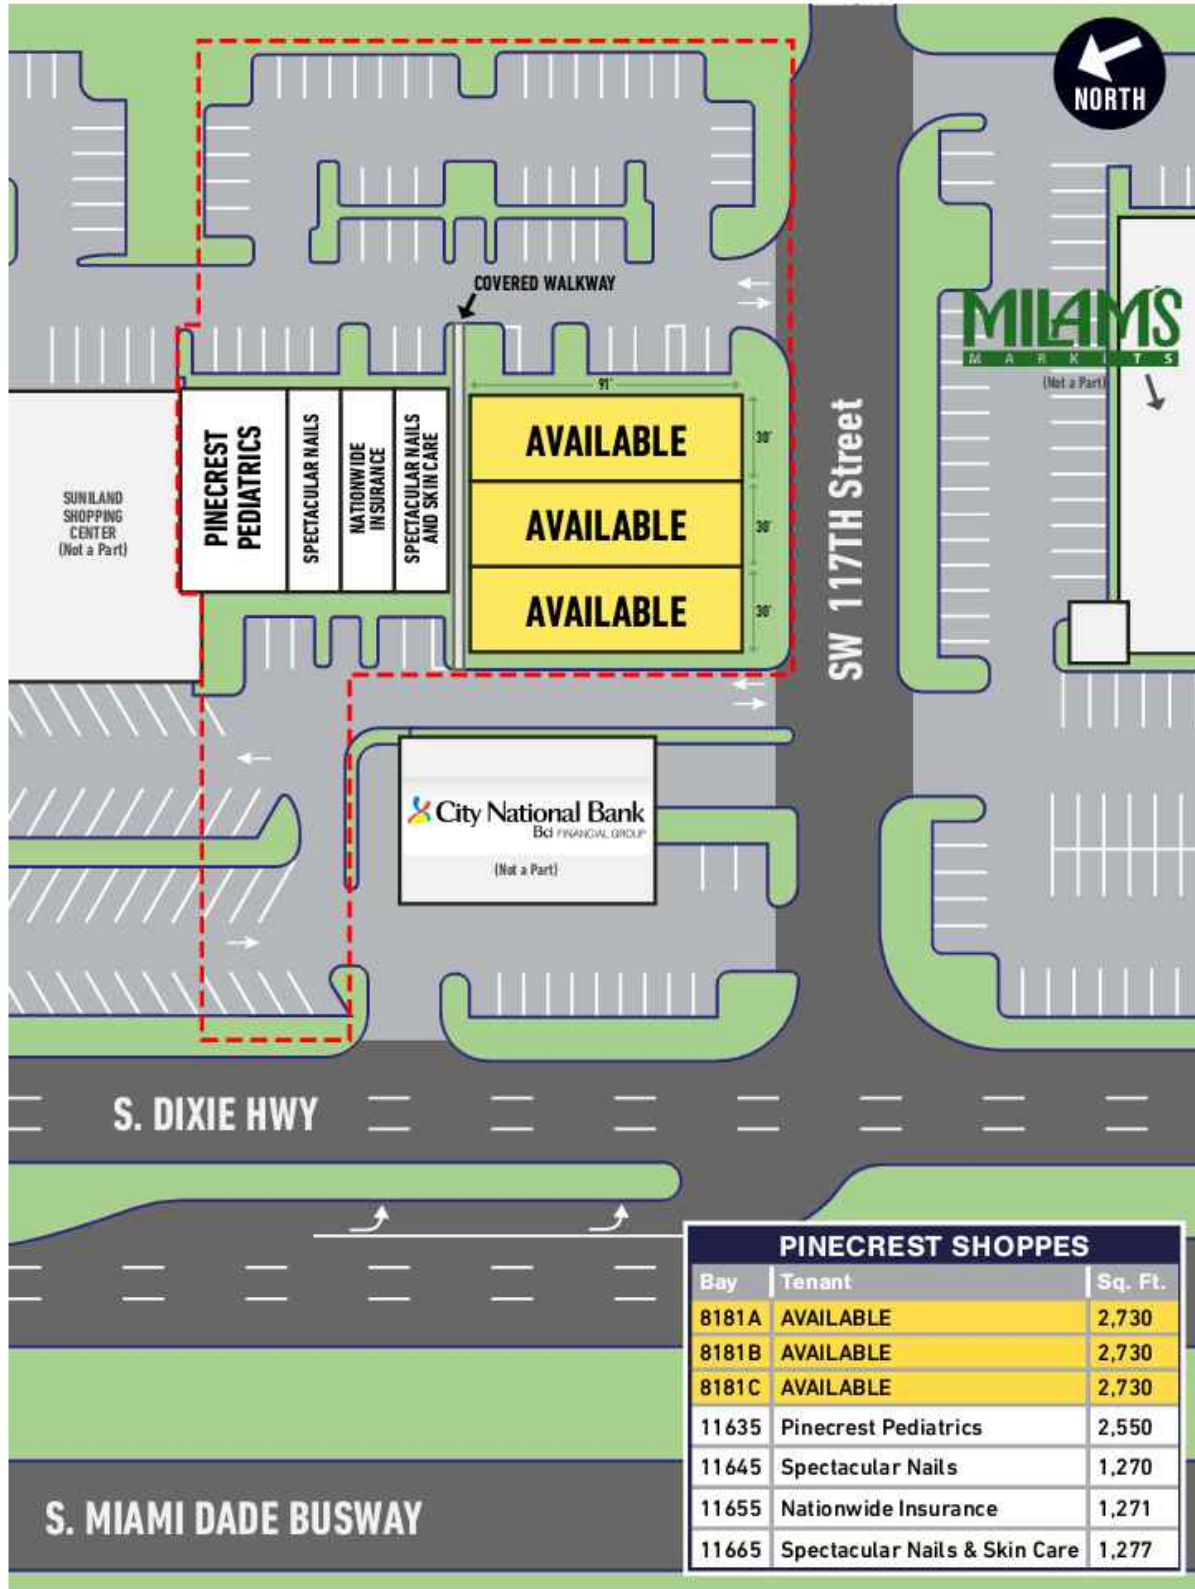 NORTH
COVERED WALKWAY
MILAM'S
MARKETS
(Not a Part)
91'
PINECREST
PEDIATRICS
SPECTACULAR NAILS
NATIONWIDE
INSURANCE
SPECTACULAR NAILS
AND SKIN CARE
AVAILABLE
30'
AVAILABLE
30'
AVAILABLE
30'
SUNILAND
SHOPPING
CENTER
(Not a Part)
SW 117TH Street
City National Bank
Bci FINANCIAL GROUP
(Not a Part)
S. DIXIE HWY
PINECREST SHOPPES
Bay Tenant Sq. Ft.
8181A AVAILABLE 2,730
8181B AVAILABLE 2,730
8181C AVAILABLE 2,730
11635 Pinecrest Pediatrics 2,550
11645 Spectacular Nails 1,270
11655 Nationwide Insurance 1,271
11665 Spectacular Nails & Skin Care 1,277
S. MIAMI DADE BUSWAY